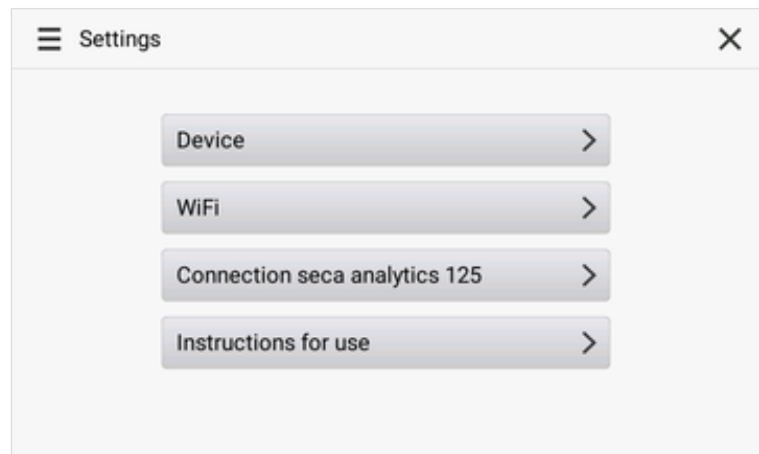 Settings
Device
WiFi
Connection seca analytics 125
Instructions for use